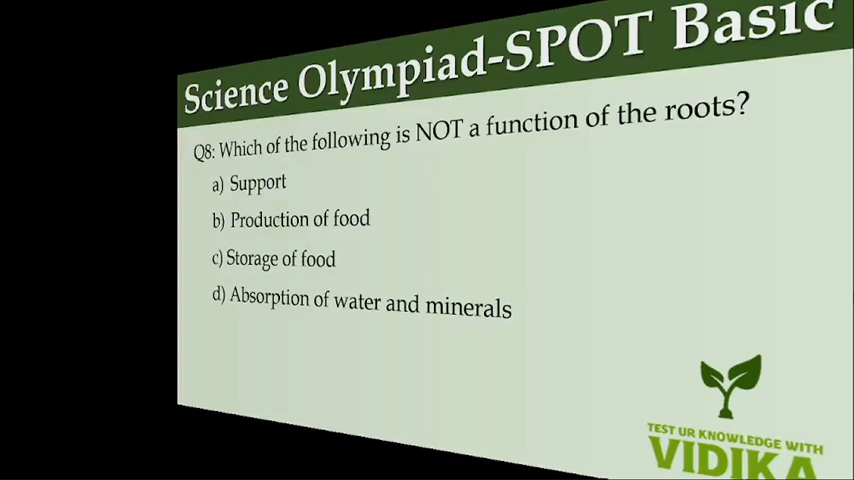 Science Olympiad-SPOT Basic
Q8: Which of the following is NOT a function of the roots?
a) Support
b) Production of food
c) Storage of food
d) Absorption of water and minerals
TEST UR KNOWLEDGE WITH
VIDIKA